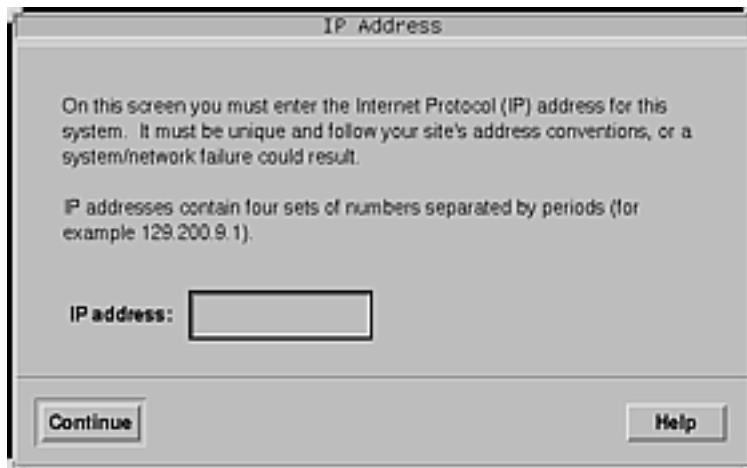 IP Address
On this screen you must enter the Internet Protocol (IP) address for this
system. It must be unique and follow your site's address conventions, or a
system/network failure could result.
IP addresses contain four sets of numbers separated by periods (for
example 129.200.9.1).
IP address:
Continue
Help